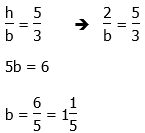 h/b = 5/3 → 2/b = 5/3
5b = 6
b = 6/5 = 1 1/5